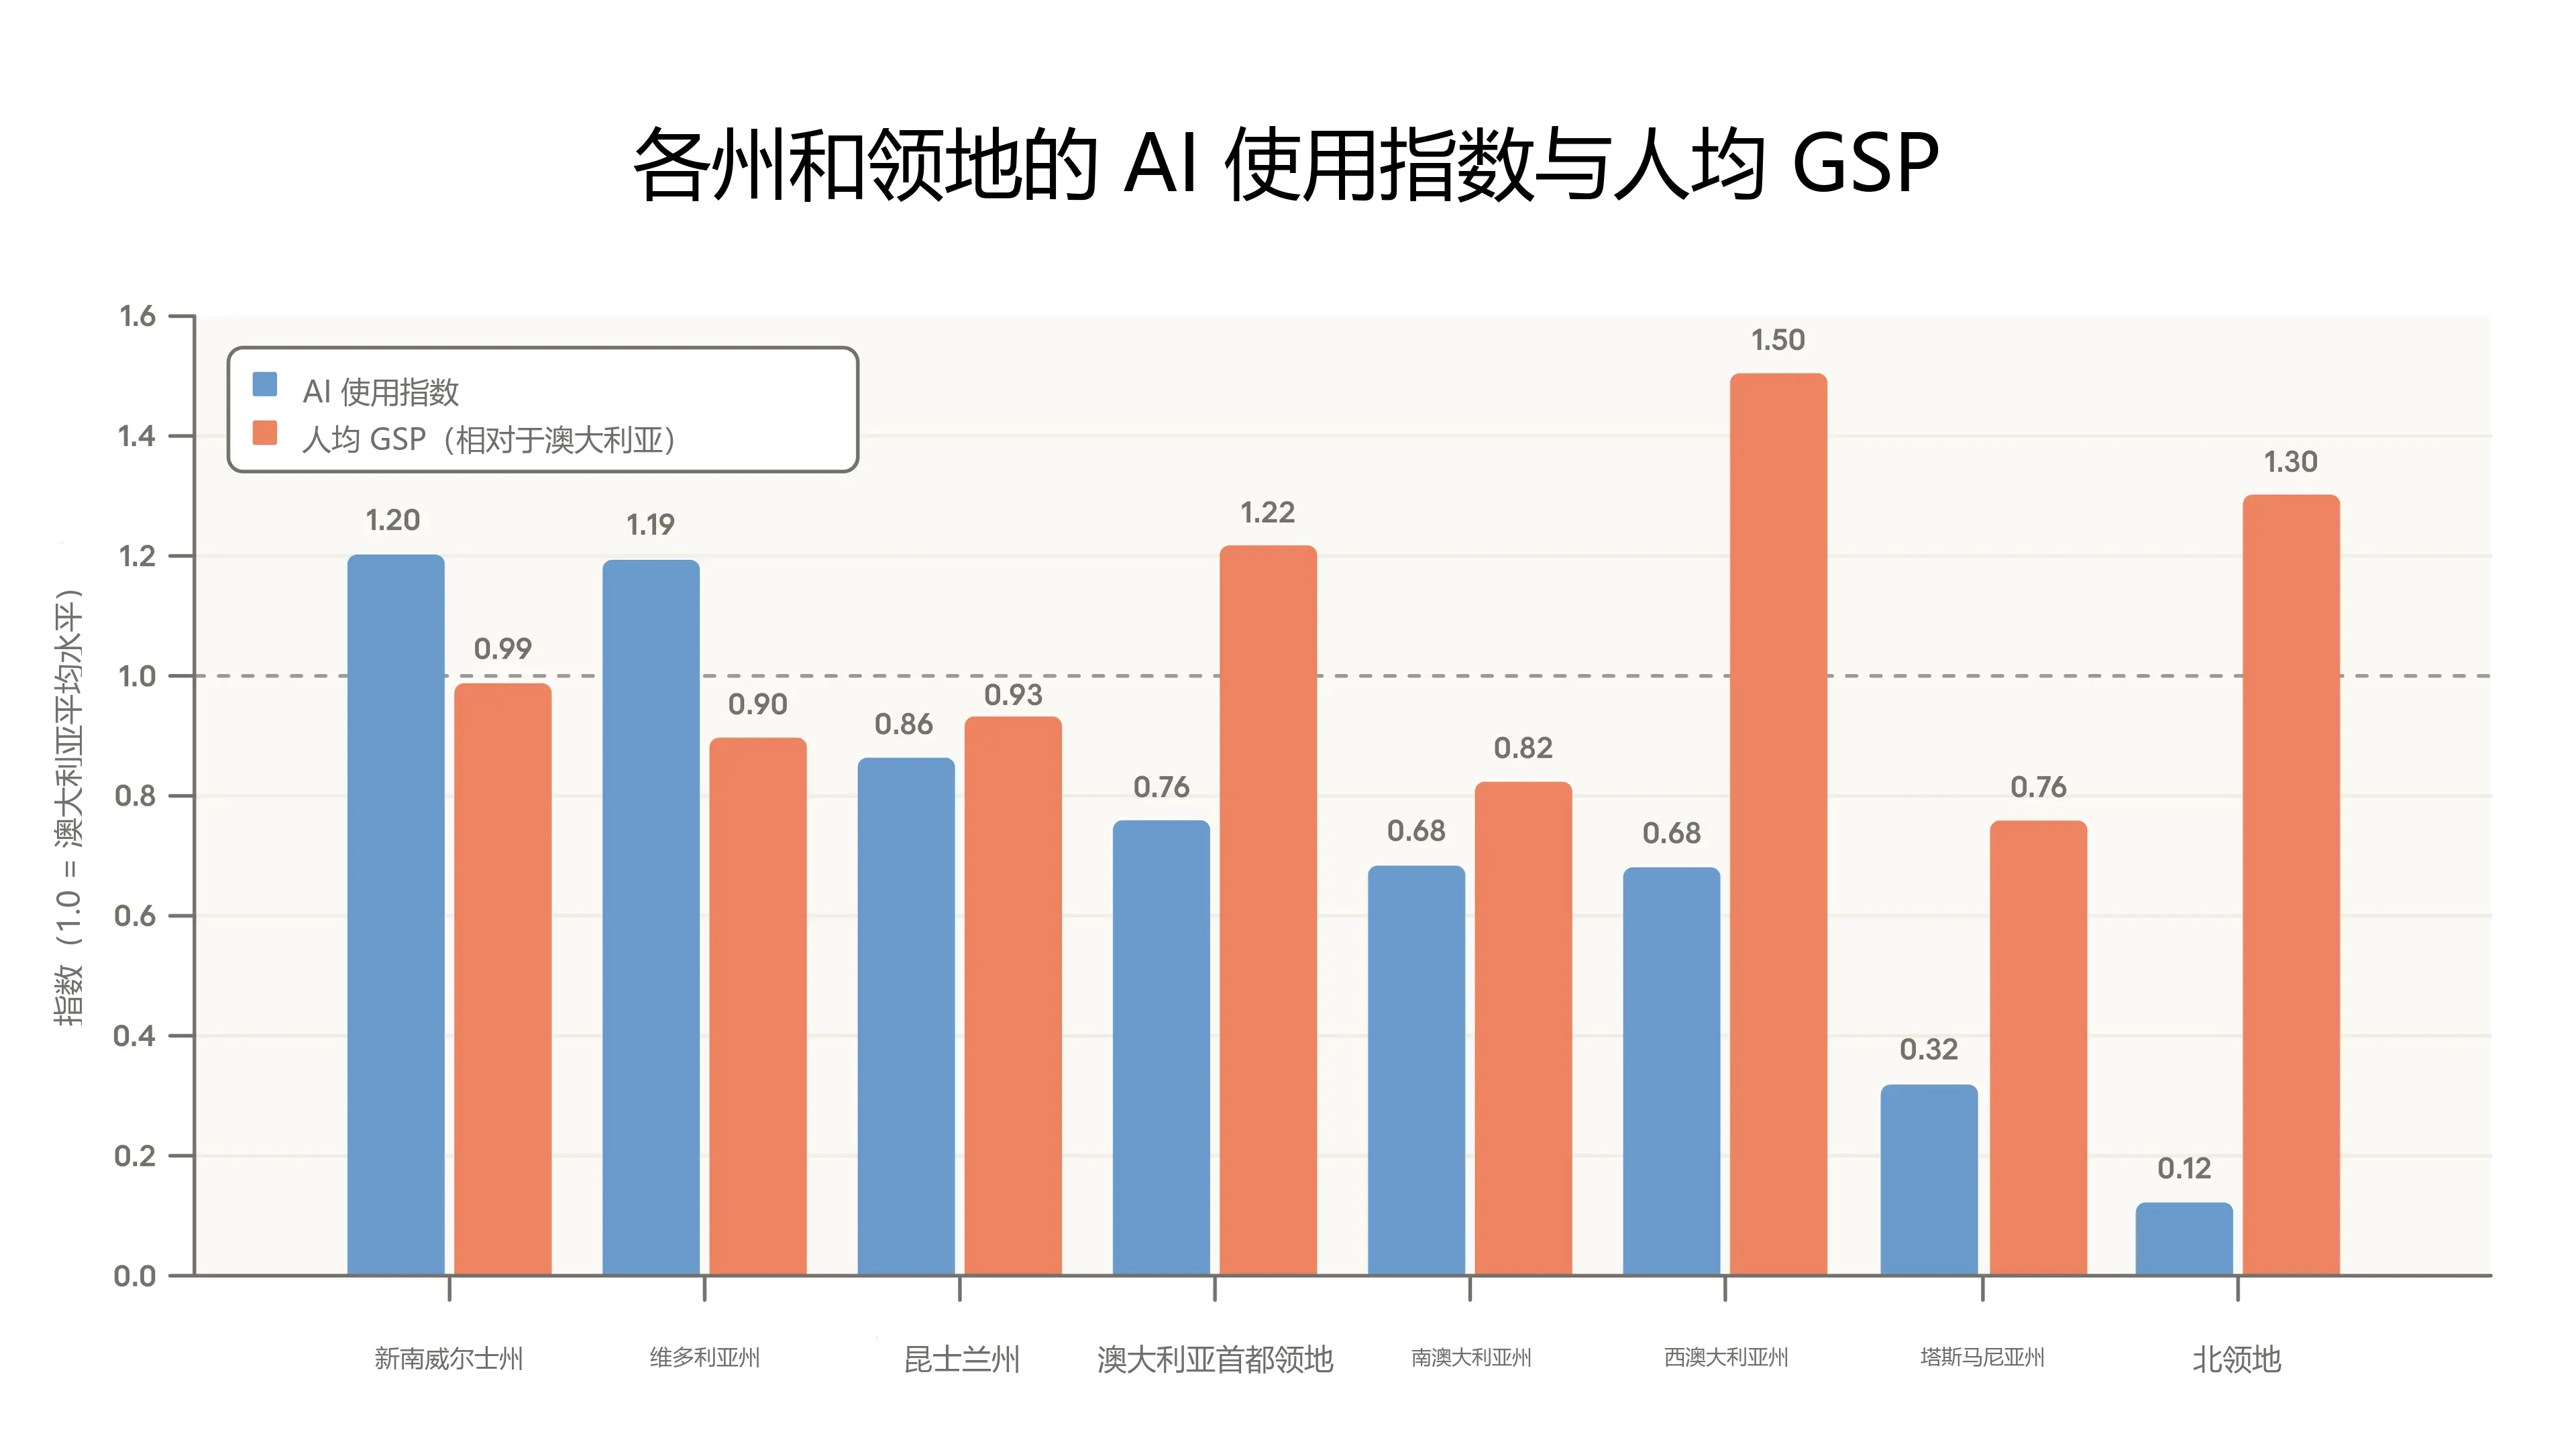 各州和领地的 AI 使用指数与人均 GSP
AI 使用指数
人均 GSP（相对于澳大利亚）
指数（1.0 = 澳大利亚平均水平）
1.6
1.4
1.2
1.0
0.8
0.6
0.4
0.2
0.0
1.20
0.99
1.19
0.90
0.86
0.93
0.76
1.22
0.68
0.82
0.68
1.50
0.32
0.76
0.12
1.30
新南威尔士州
维多利亚州
昆士兰州
澳大利亚首都领地
南澳大利亚州
西澳大利亚州
塔斯马尼亚州
北领地